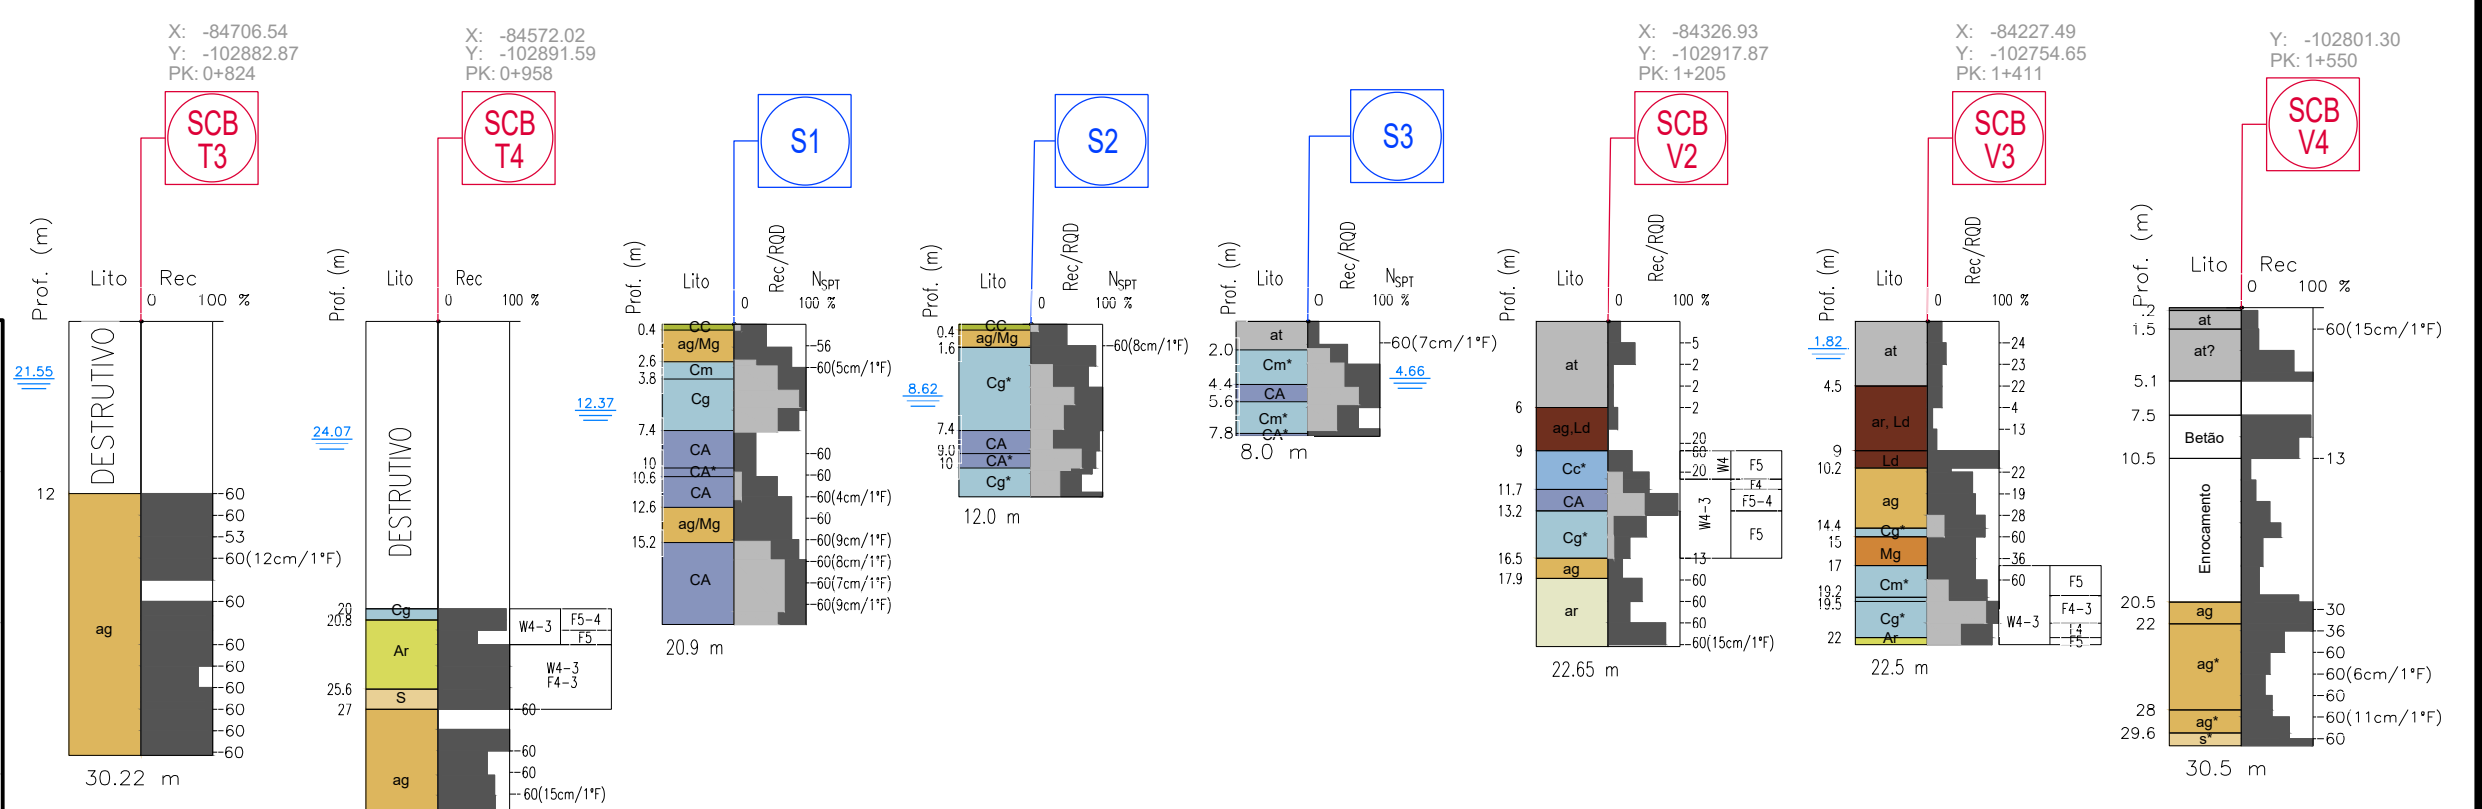 X: -84706.54
Y: -102882.87
PK: 0+824
SCB
T3
Prof. (m)
Lito Rec
0 100 %
DESTRUTIVO
21.55
12
ag
60
60
53
60(12cm/1ªF)
60
60
60
60
60
60
30.22 m
X: -84572.02
Y: -102891.59
PK: 0+958
SCB
T4
Prof. (m)
Lito Rec
0 100 %
DESTRUTIVO
24.07
20
Cg
20.8
Ar
25.6
S
27
ag
W4-3
F5-4
F5
W4-3
F4-3
60
60
60
60(15cm/1ªF)
S1
Prof. (m)
Lito
Rec/RQD
NSPT
0 100 %
12.37
CC
0.4
ag/Mg
2.6
Cm
3.8
Cg
7.4
CA
10
CA*
10.6
CA
12.6
ag/Mg
15.2
CA
56
60(5cm/1ªF)
60
60
60(4cm/1ªF)
60
60(9cm/1ªF)
60(8cm/1ªF)
60(7cm/1ªF)
60(9cm/1ªF)
20.9 m
S2
Prof. (m)
Lito
Rec/RQD
NSPT
0 100 %
8.62
CC
0.4
ag/Mg
1.6
Cg*
7.4
CA
9.0
CA*
10
Cg*
60(8cm/1ªF)
12.0 m
S3
Prof. (m)
Lito
Rec/RQD
NSPT
0 100 %
at
2.0
Cm*
4.4
CA
5.6
Cm*
7.8
CA*
60(7cm/1ªF)
4.66
8.0 m
X: -84326.93
Y: -102917.87
PK: 1+205
SCB
V2
Prof. (m)
Lito
Rec/RQD
0 100 %
at
6
ag,Ld
9
Cc*
11.7
CA
13.2
Cg*
16.5
ag
17.9
ar
5
2
2
2
20
20
13
60
60
60
60(15cm/1ªF)
W4
F5
F4
W4-3
F5-4
F5
22.65 m
X: -84227.49
Y: -102754.65
PK: 1+411
SCB
V3
Prof. (m)
Lito
Rec/RQD
0 100 %
1.82
at
4.5
ar, Ld
9
Ld
10.2
ag
14.4
Cg*
15
Mg
17
Cm*
19.2
19.5
Cg*
22
Ar
24
23
22
4
13
22
19
28
60
36
60
W4-3
F5
F4-3
F5
22.5 m
Y: -102801.30
PK: 1+550
SCB
V4
Prof. (m)
Lito Rec
0 100 %
.2
at
1.5
at?
5.1
7.5
Betão
10.5
Enrocamento
20.5
ag
22
ag*
28
ag*
29.6
s*
60(15cm/1ªF)
13
30
36
60
60(6cm/1ªF)
60
60(11cm/1ªF)
60
30.5 m